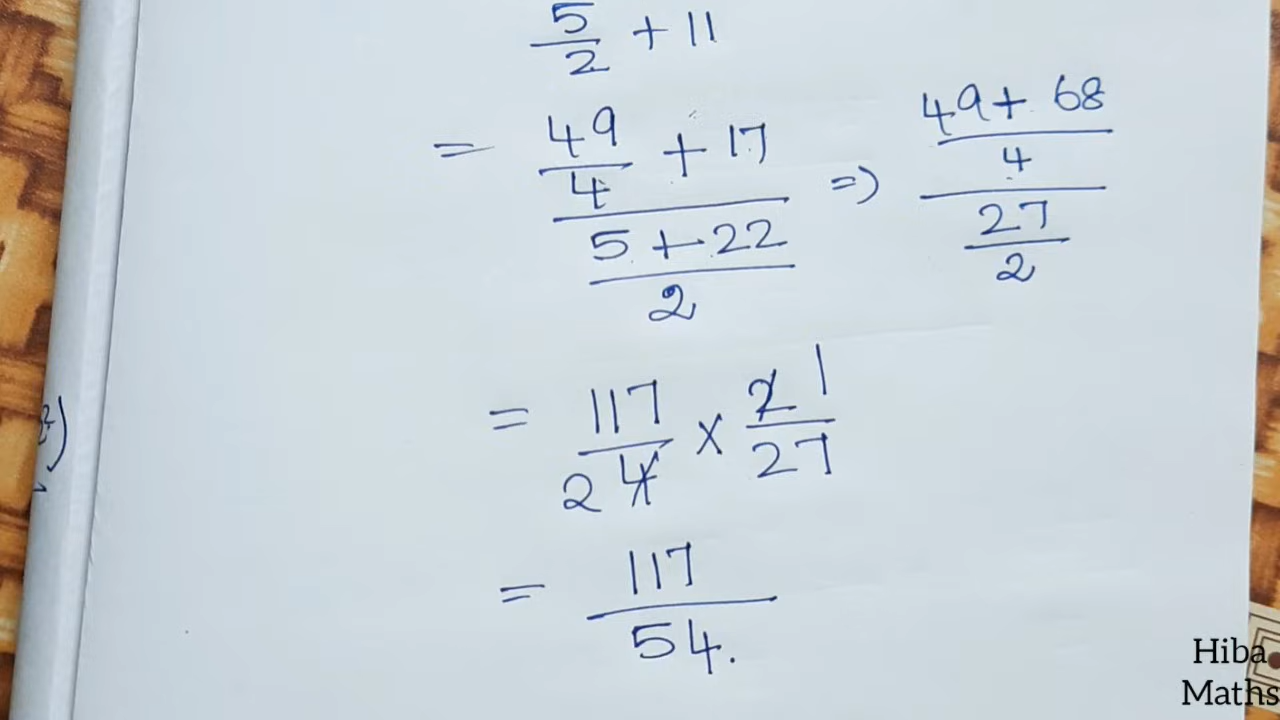 5/2 + 11
= (49/4 + 17)/((5 + 22)/2) => ((49 + 68)/4)/(27/2)
= 117/2 4 × 2 1/27
= 117/54.
Hiba
Maths